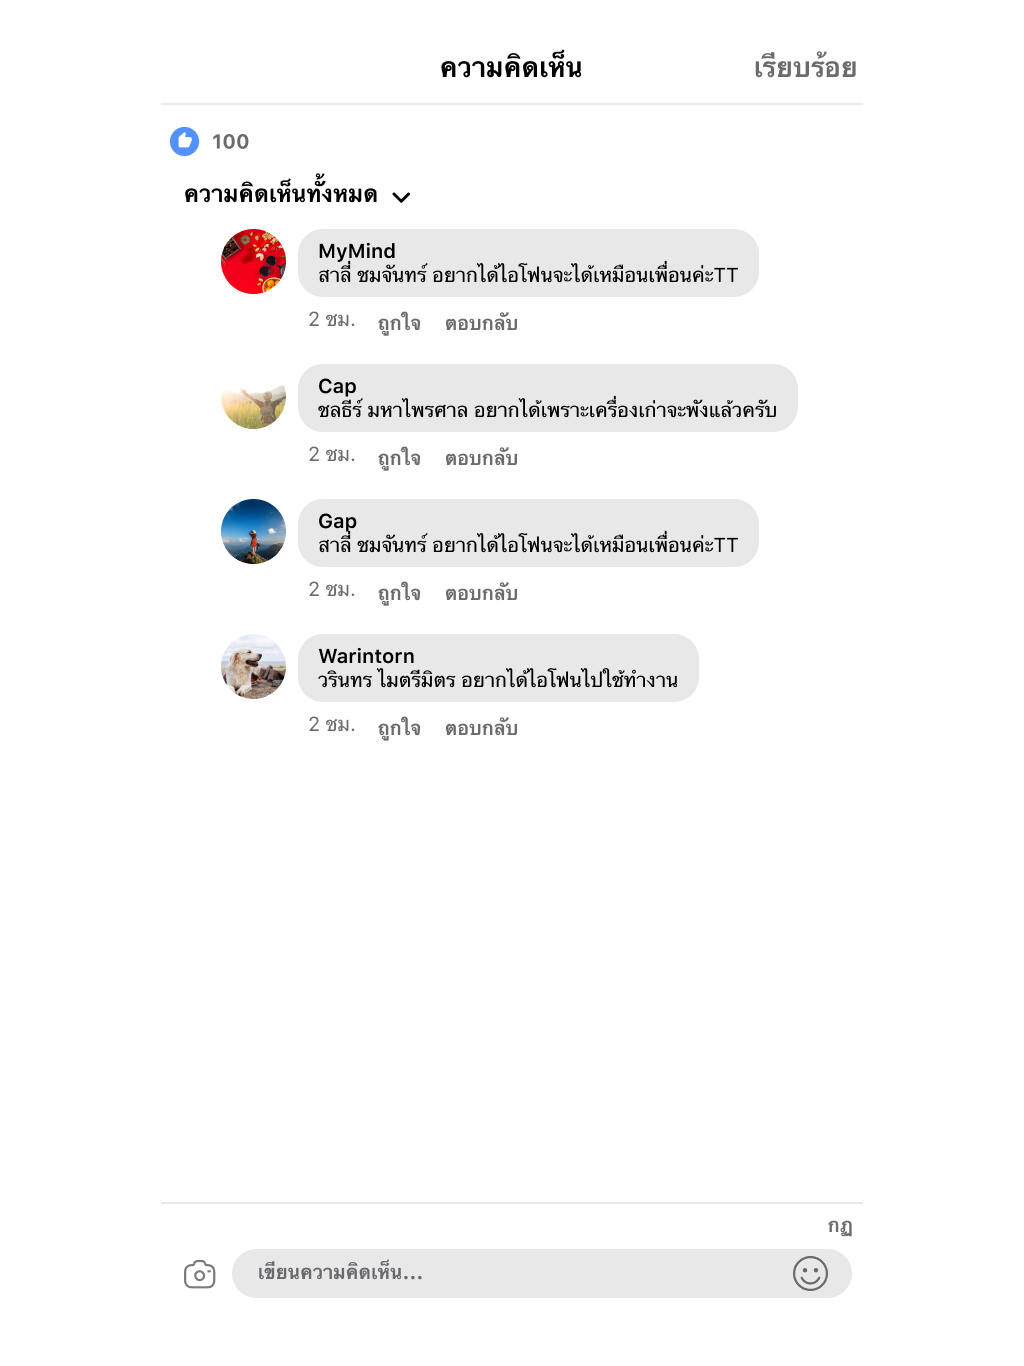 ความคิดเห็น
เรียบร้อย
100
ความคิดเห็นทั้งหมด
MyMind
สาลี่ ชมจันทร์ อยากได้ไอโฟนจะได้เหมือนเพื่อนค่ะTT
2 ชม. ถูกใจ ตอบกลับ
Cap
ชลธีร์ มหาไพรศาล อยากได้เพราะเครื่องเก่าจะพังแล้วครับ
2 ชม. ถูกใจ ตอบกลับ
Gap
สาลี่ ชมจันทร์ อยากได้ไอโฟนจะได้เหมือนเพื่อนค่ะTT
2 ชม. ถูกใจ ตอบกลับ
Warintorn
วรินทร ไมตรีมิตร อยากได้ไอโฟนไปใช้ทำงาน
2 ชม. ถูกใจ ตอบกลับ
กฏ
เขียนความคิดเห็น...